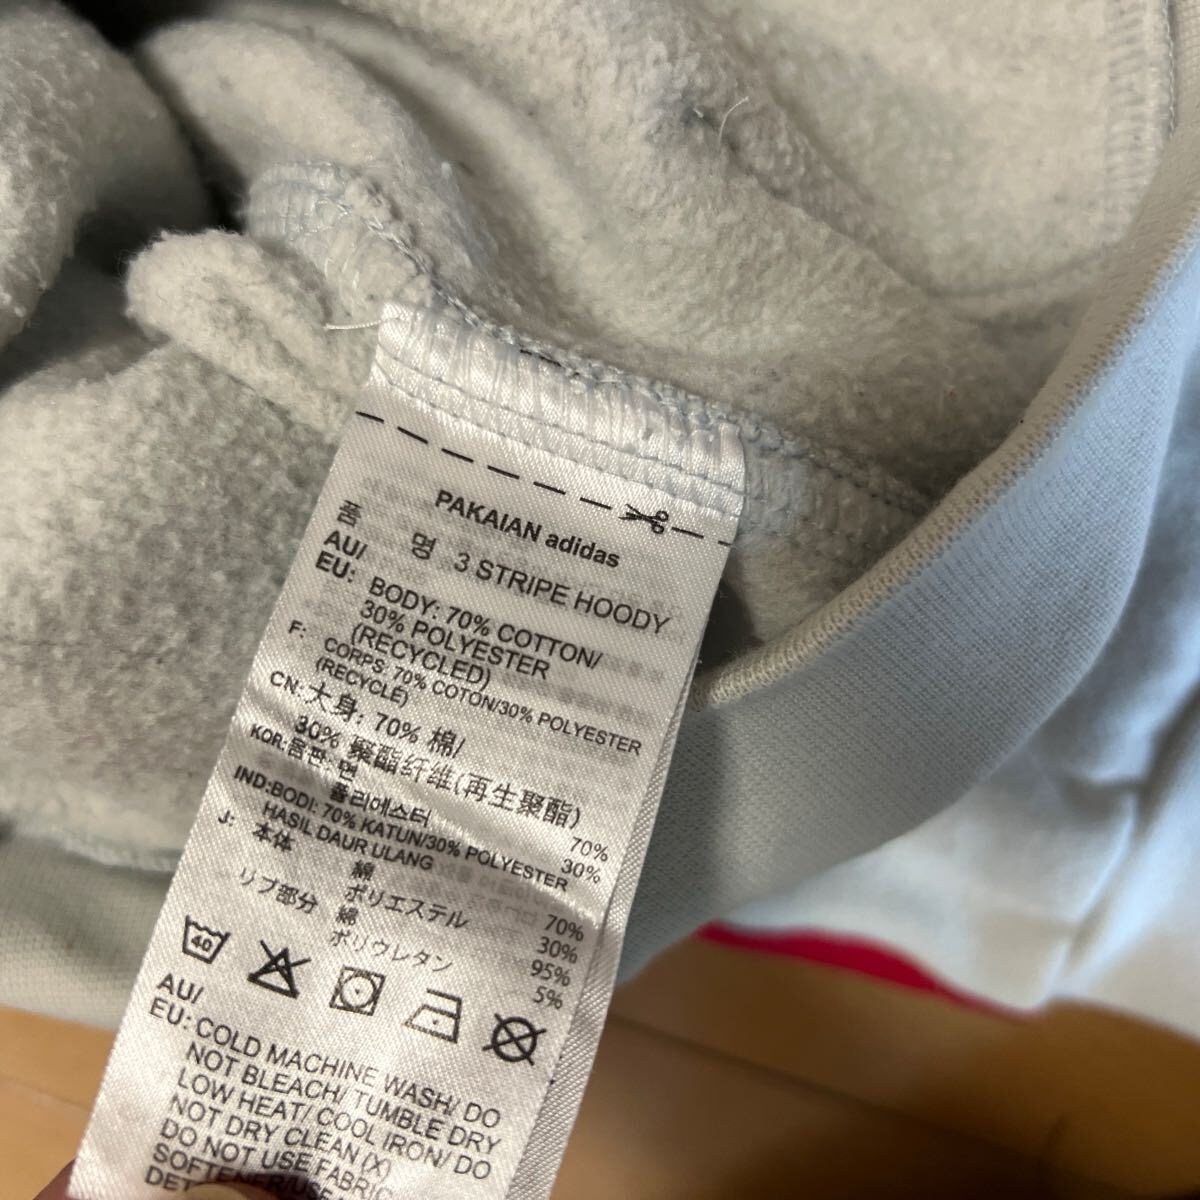 PAKAIAN adidas
품 명 3 STRIPE HOODY
AU/
EU: BODY: 70% COTTON/
30% POLYESTER
(RECYCLED)
F: CORPS: 70% COTON/30% POLYESTER
(RECYCLE)
CN: 大身: 70% 棉/
30% 聚酯纤维(再生聚酯)
KOR: 몸판: 면 70%
폴리에스터 30%
IND:BODI: 70% KATUN/30% POLYESTER
HASIL DAUR ULANG
J: 本体 綿 70%
ポリエステル 30%
リブ部分 綿 95%
ポリウレタン 5%
40
AU/
EU: COLD MACHINE WASH/ DO
NOT BLEACH/ TUMBLE DRY
LOW HEAT/ COOL IRON/ DO
NOT DRY CLEAN (X)
DO NOT USE FABRIC
SOFTENER/USE
DET